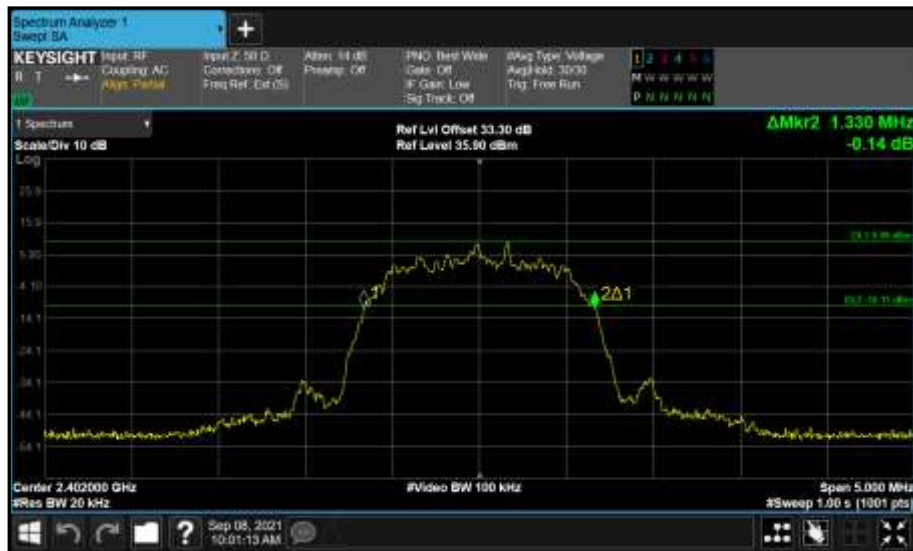 Spectrum Analyzer 1
Swept SA
+
KEYSIGHT
R T
Input: RF
Coupling: AC
Align: Partial
Input Z: 50 Ω
Corrections: Off
Freq Ref: Ext (S)
Atten: 14 dB
Preamp: Off
PNO: Best Wide
Gate: Off
IF Gain: Low
Sig Track: Off
#Avg Type: Voltage
Avg|Hold: 30/30
Trig: Free Run
1 2 3 4 5 6
M W W W W W
P N N N N N
1 Spectrum
Scale/Div 10 dB
Log
Ref Lvl Offset 33.30 dB
Ref Level 35.90 dBm
ΔMkr2 1.330 MHz
-0.14 dB
25.9
15.9
5.90
-4.10
-14.1
-24.1
-34.1
-44.1
-54.1
1
2Δ1
Center 2.402000 GHz
#Res BW 20 kHz
#Video BW 100 kHz
Span 5.000 MHz
#Sweep 1.00 s (1001 pts)
?
Sep 08, 2021
10:01:13 AM